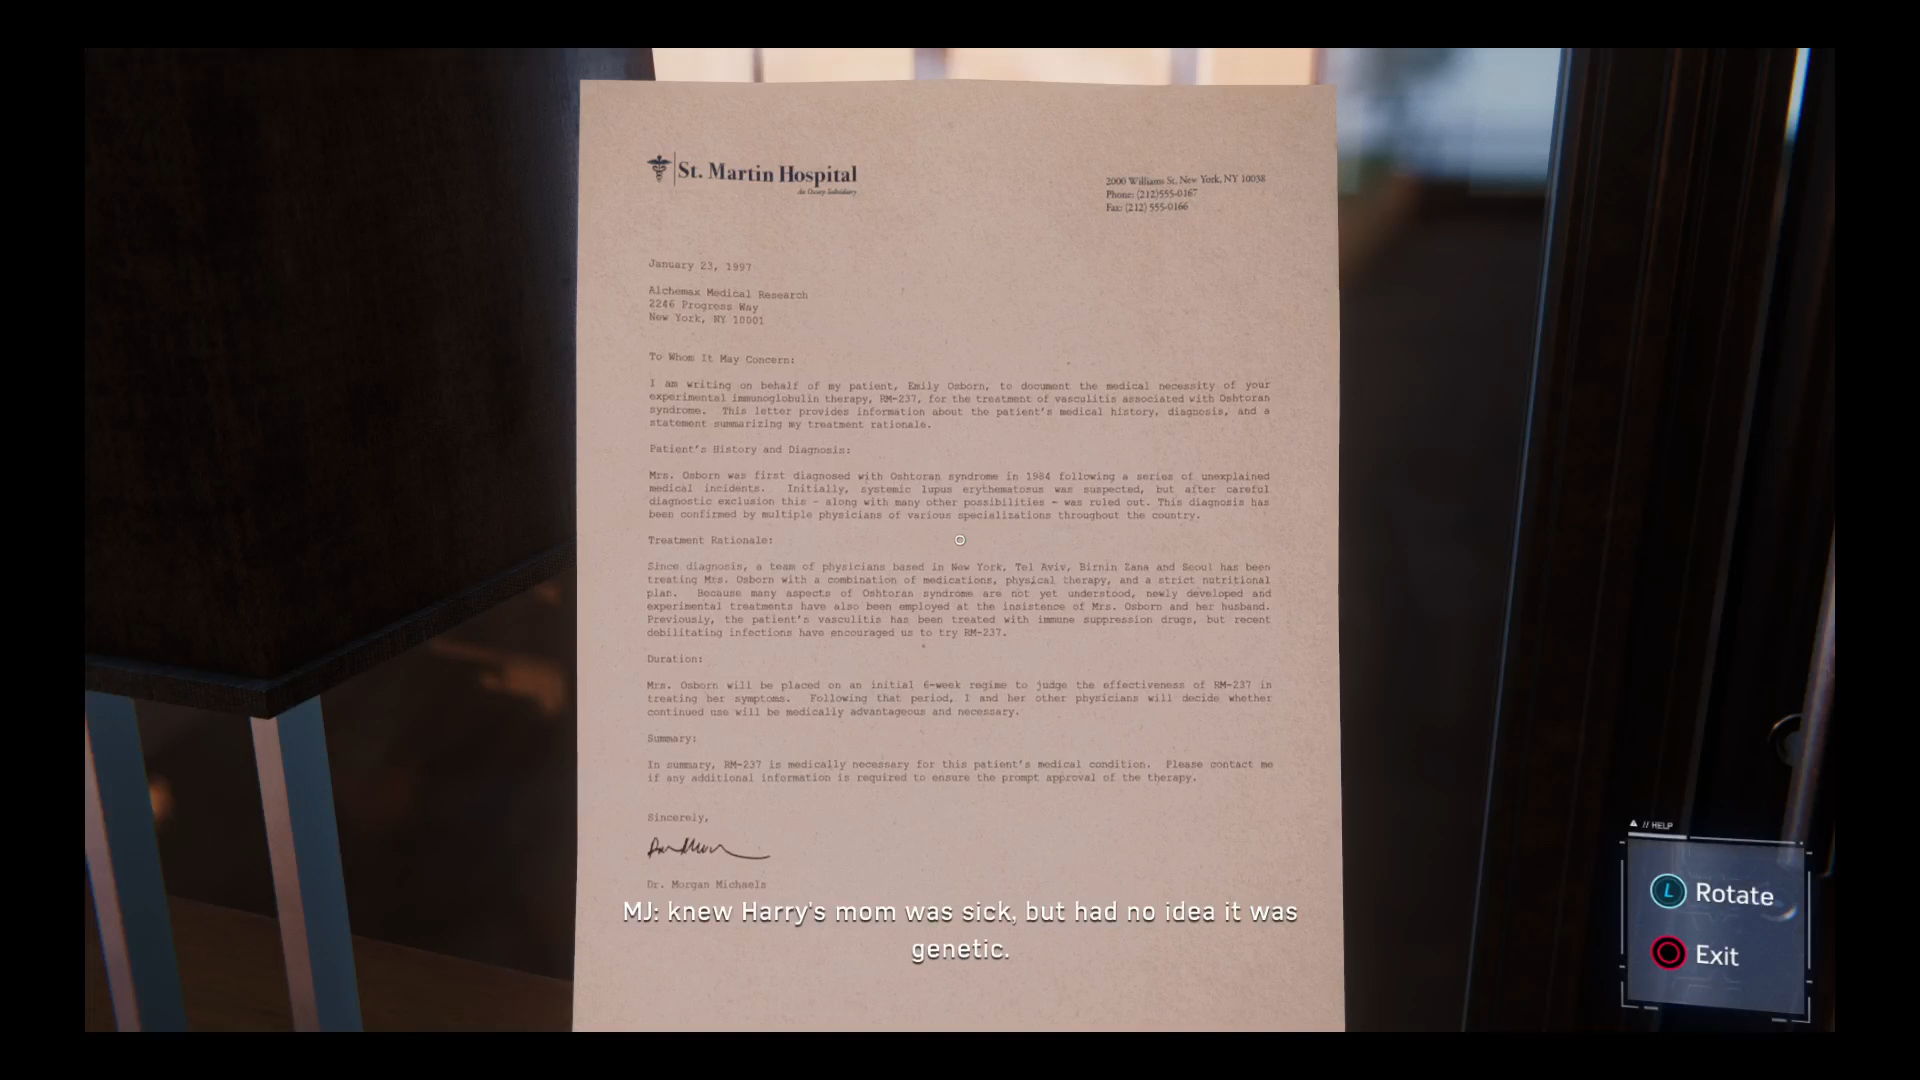 St. Martin Hospital
An Oscorp Subsidiary
2000 Williams St. New York, NY 10038
Phone: (212)555-0167
Fax: (212) 555-0166
January 23, 1997
Alchemax Medical Research
2246 Progress Way
New York, NY 10001
To Whom It May Concern:
I am writing on behalf of my patient, Emily Osborn, to document the medical necessity of your
experimental immunoglobulin therapy, RM-237, for the treatment of vasculitis associated with Oshtoran
syndrome. This letter provides information about the patient's medical history, diagnosis, and a
statement summarizing my treatment rationale.
Patient's History and Diagnosis:
Mrs. Osborn was first diagnosed with Oshtoran syndrome in 1984 following a series of unexplained
medical incidents. Initially, systemic lupus erythematosus was suspected, but after careful
diagnostic exclusion this - along with many other possibilities - was ruled out. This diagnosis has
been confirmed by multiple physicians of various specializations throughout the country.
Treatment Rationale:
Since diagnosis, a team of physicians based in New York, Tel Aviv, Birnin Zana and Seoul has been
treating Mrs. Osborn with a combination of medications, physical therapy, and a strict nutritional
plan. Because many aspects of Oshtoran syndrome are not yet understood, newly developed and
experimental treatments have also been employed at the insistence of Mrs. Osborn and her husband.
Previously, the patient's vasculitis has been treated with immune suppression drugs, but recent
debilitating infections have encouraged us to try RM-237.
Duration:
Mrs. Osborn will be placed on an initial 6-week regime to judge the effectiveness of RM-237 in
treating her symptoms. Following that period, I and her other physicians will decide whether
continued use will be medically advantageous and necessary.
Summary:
In summary, RM-237 is medically necessary for this patient's medical condition. Please contact me
if any additional information is required to ensure the prompt approval of the therapy.
Sincerely,
Dr. Morgan Michaels
MJ: knew Harry's mom was sick, but had no idea it was
genetic.
// HELP
L Rotate
Exit